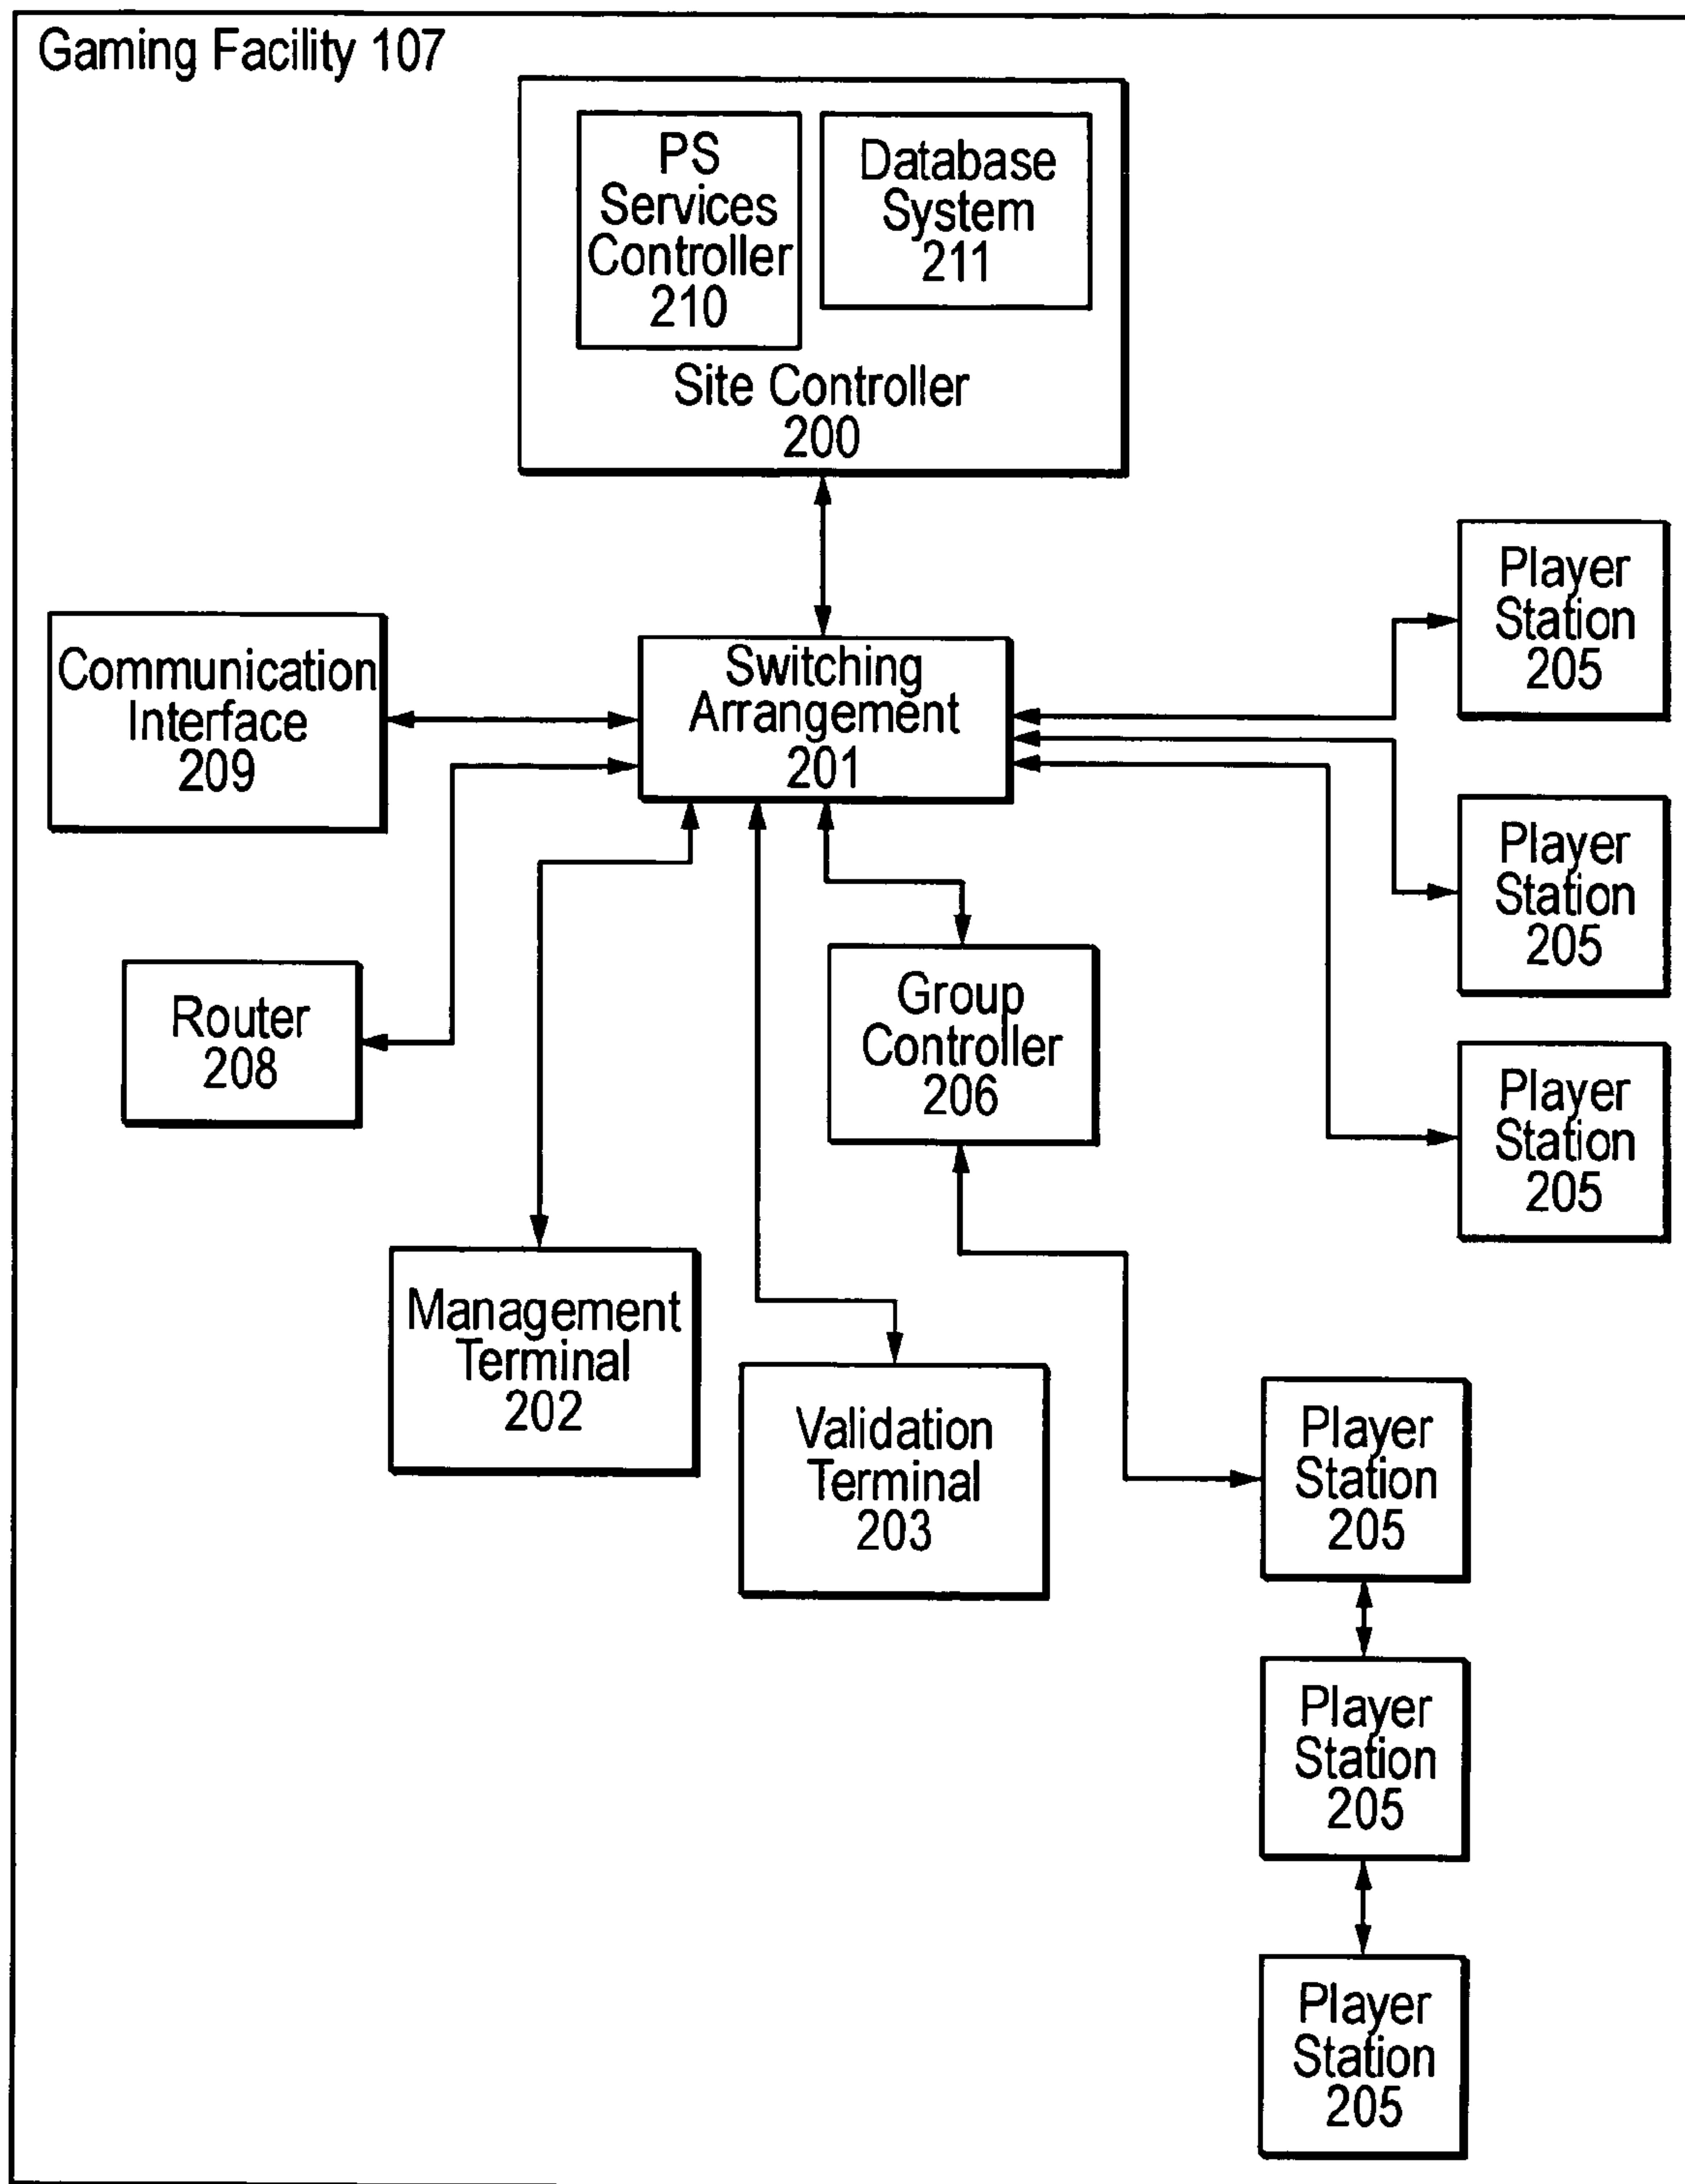 Gaming Facility 107
PS
Services
Controller
210
Database
System
211
Site Controller
200
Communication
Interface
209
Switching
Arrangement
201
Player
Station
205
Player
Station
205
Player
Station
205
Router
208
Group
Controller
206
Management
Terminal
202
Validation
Terminal
203
Player
Station
205
Player
Station
205
Player
Station
205